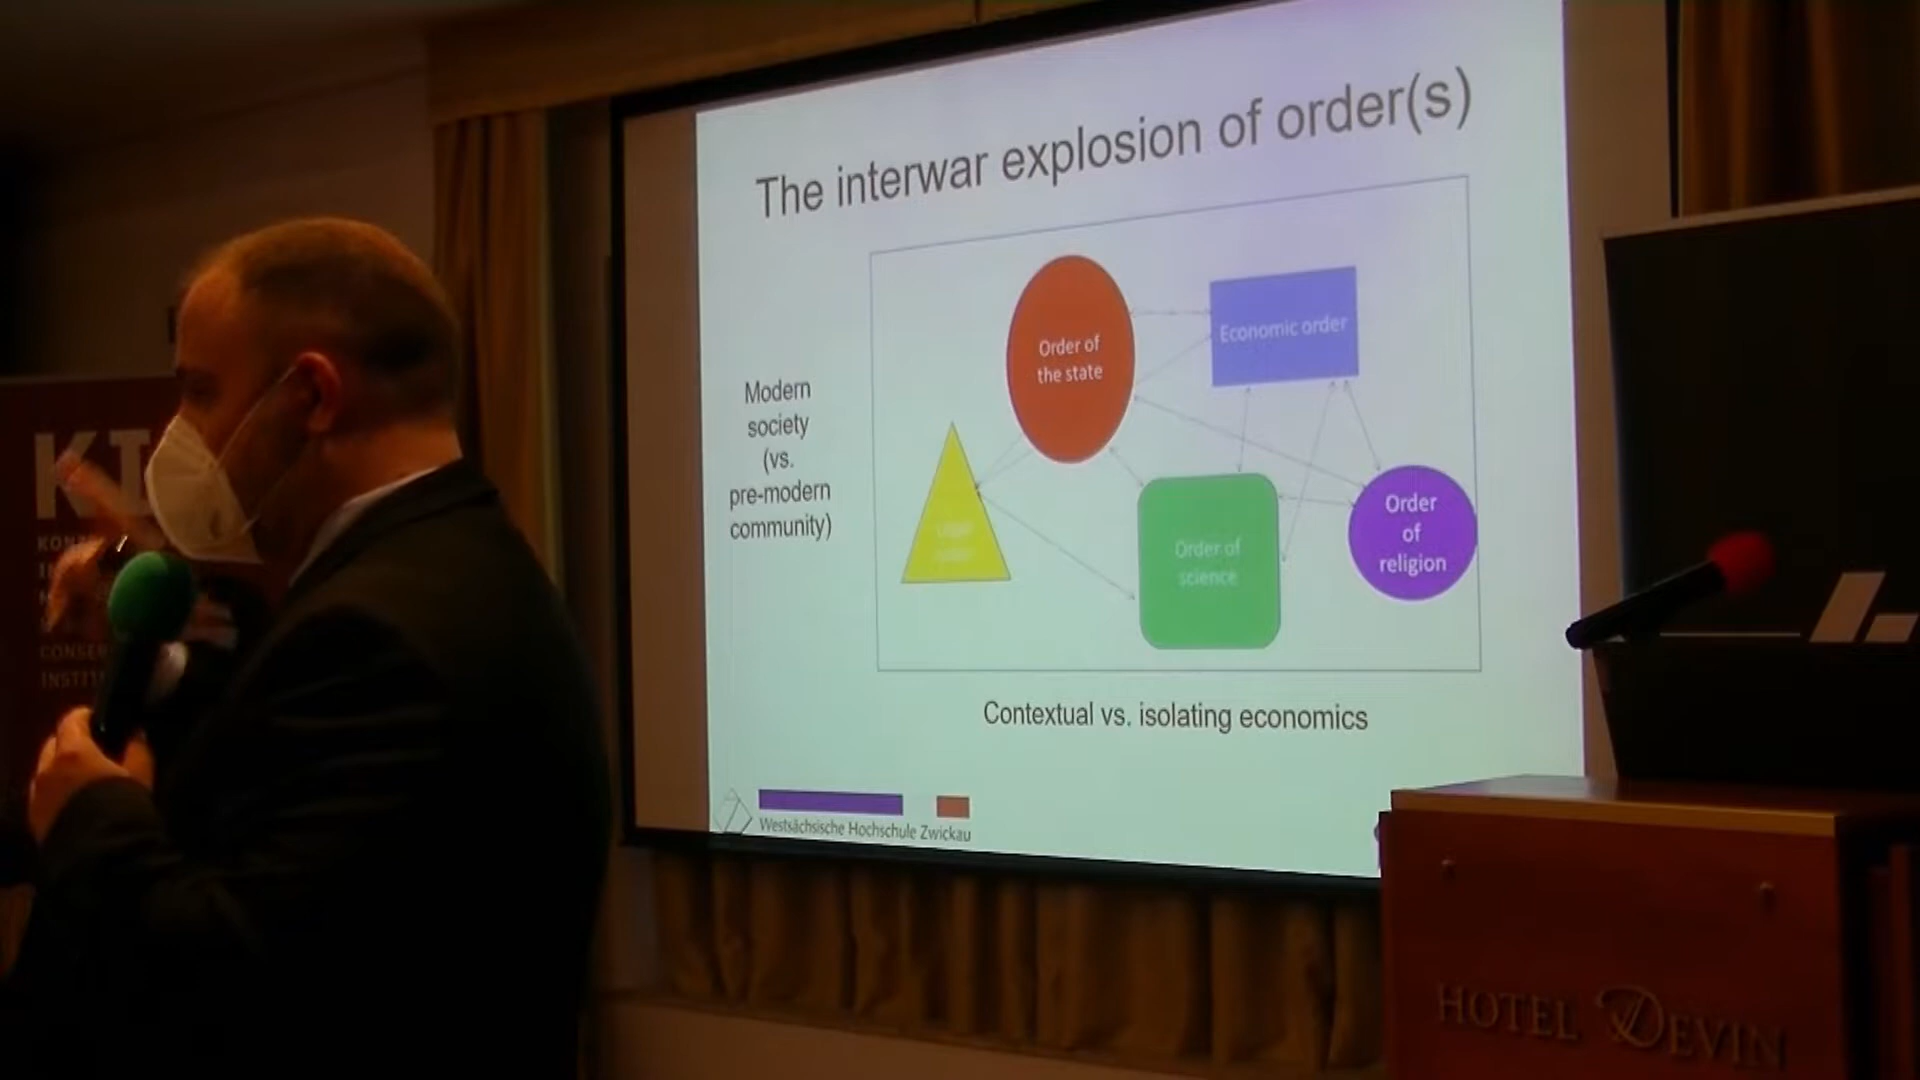 The interwar explosion of order(s)
Order of
the state
Economic order
Modern
society
(vs.
pre-modern
community)
Order of
science
Order
of
religion
Contextual vs. isolating economics
Westsächsische Hochschule Zwickau
HOTEL DEVIN